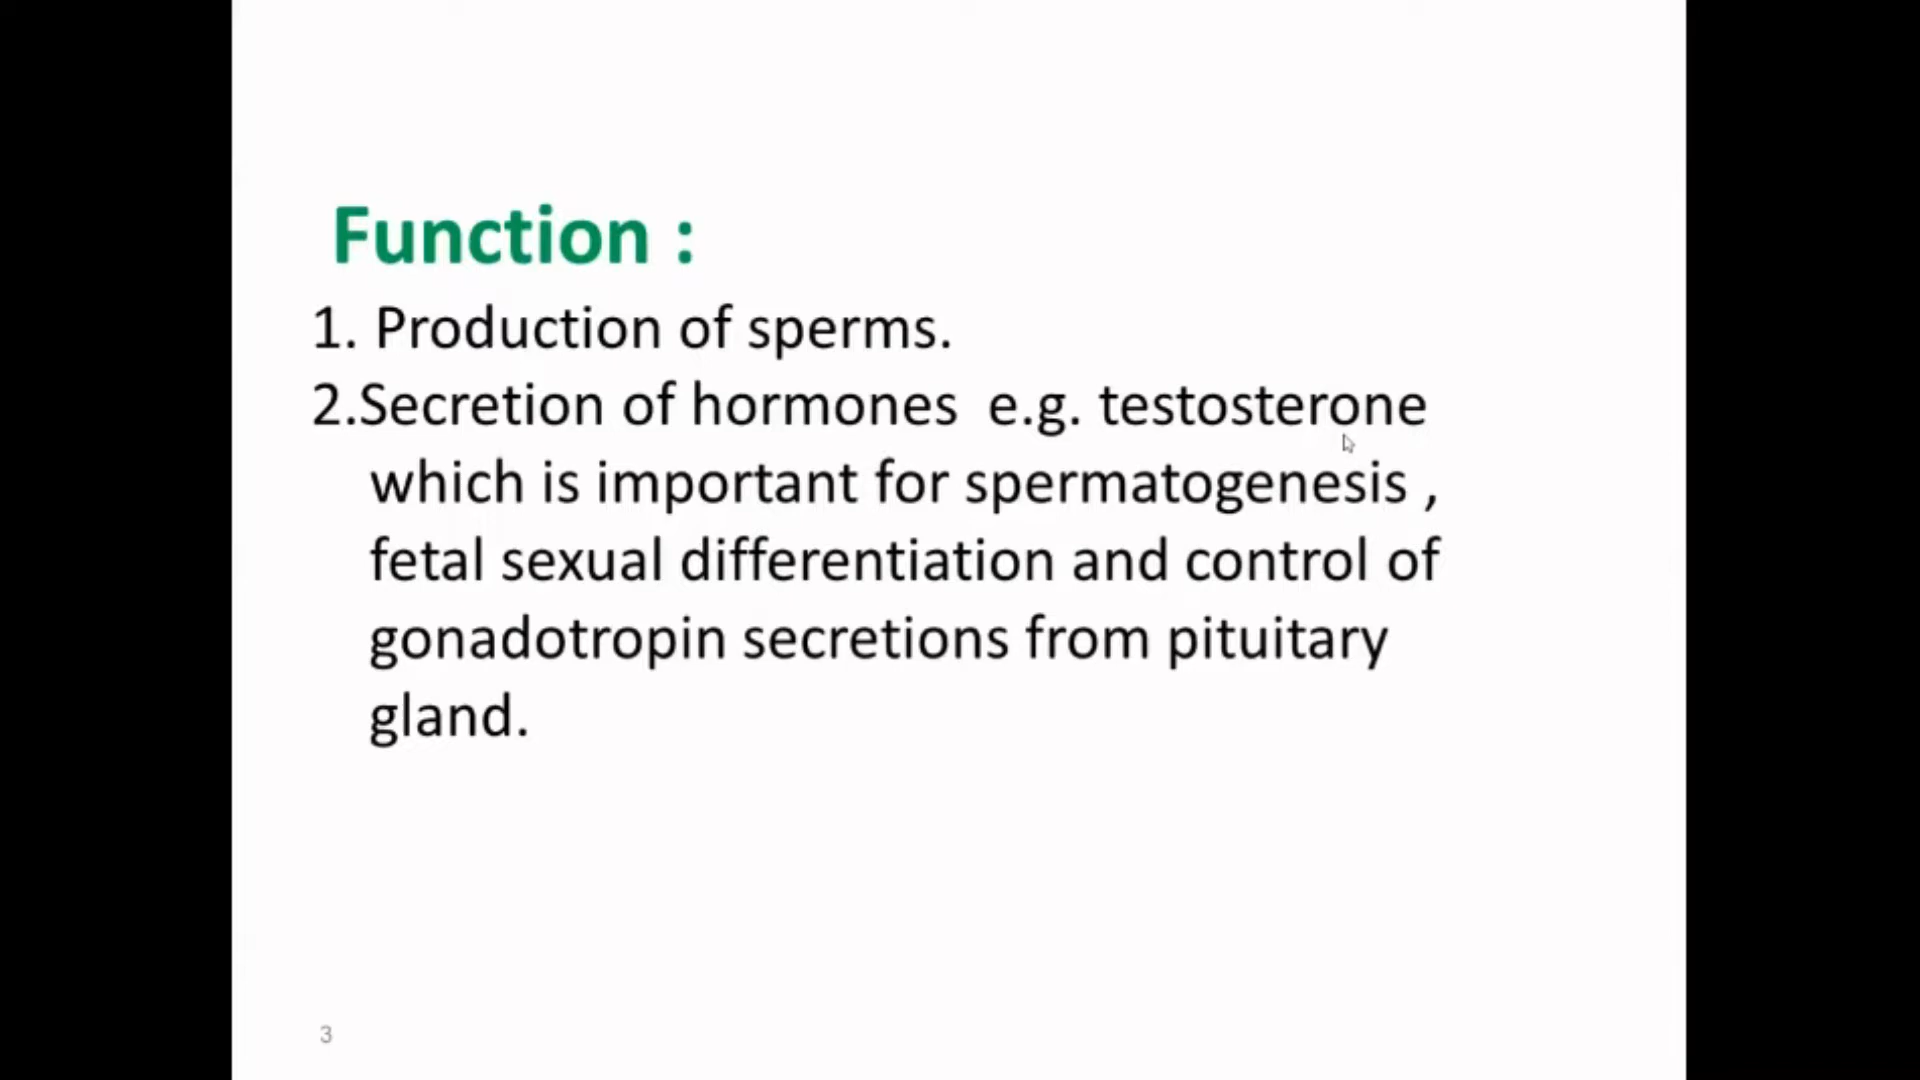 Function :
1. Production of sperms.
2.Secretion of hormones  e.g. testosterone
which is important for spermatogenesis ,
fetal sexual differentiation and control of
gonadotropin secretions from pituitary
gland.
3